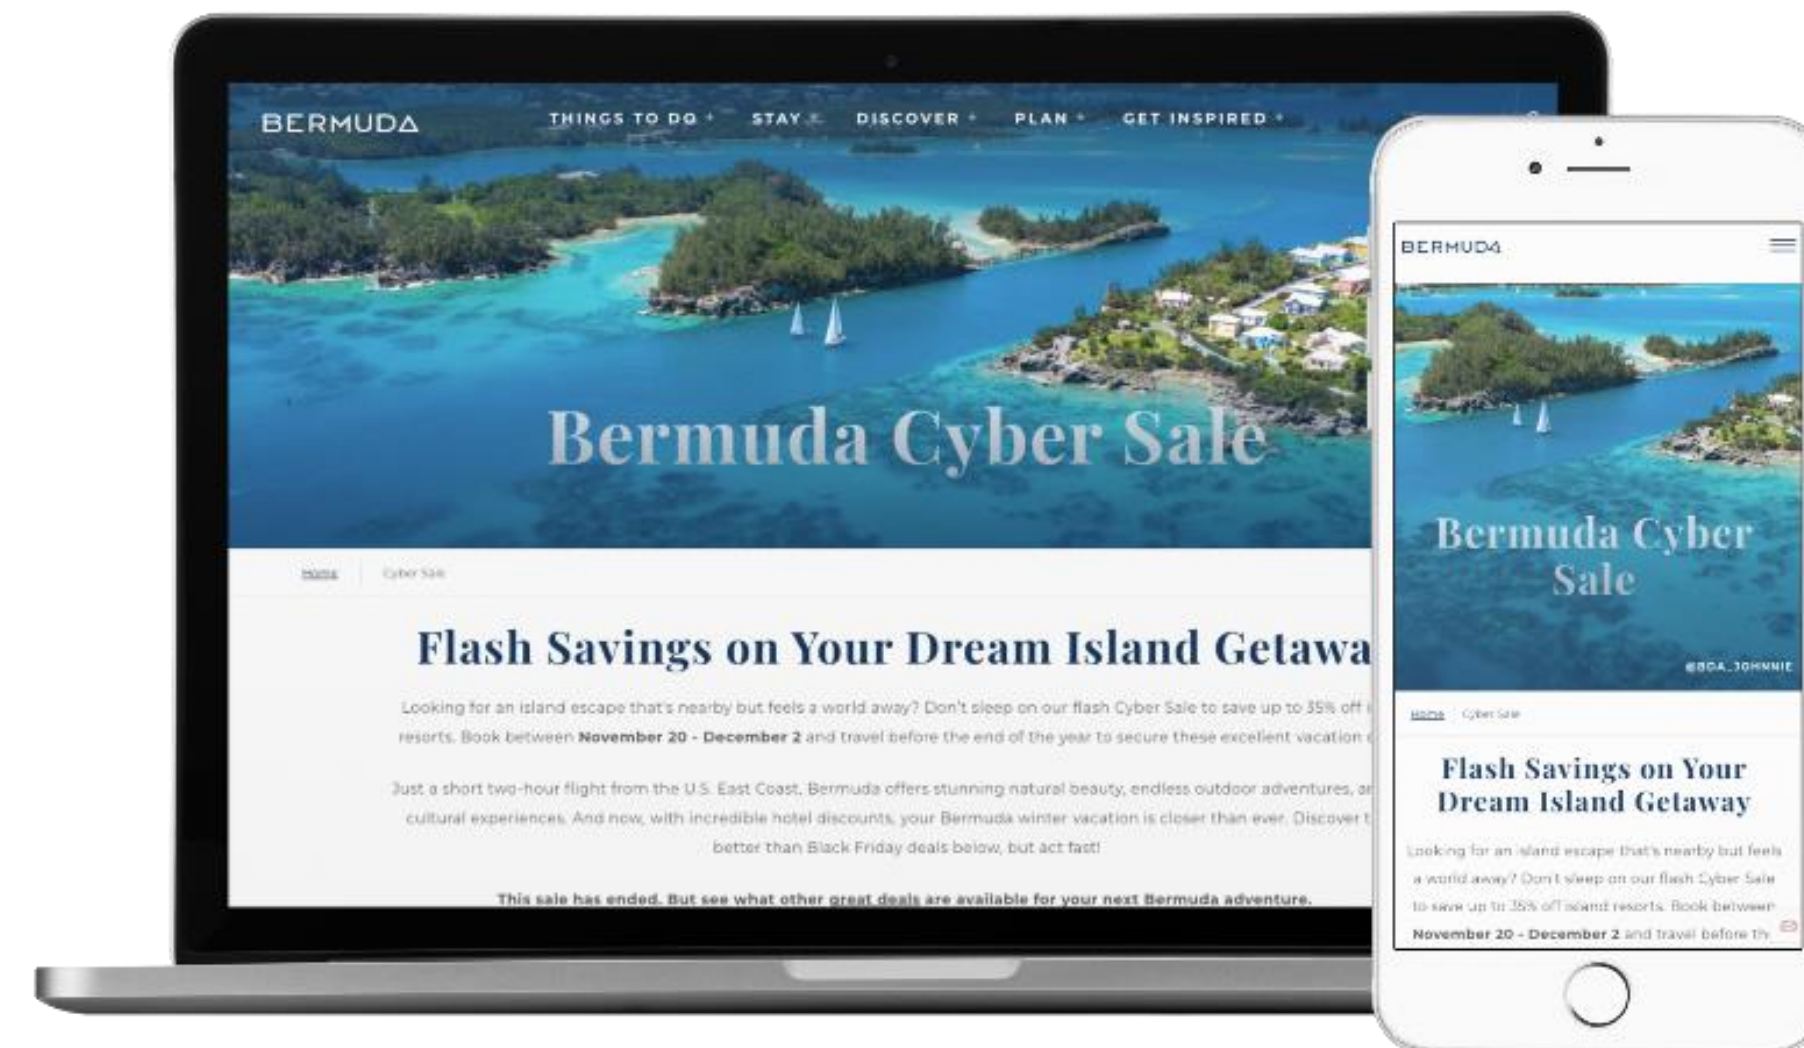 BERMUDA
THINGS TO DO + STAY + DISCOVER + PLAN + GET INSPIRED +
Bermuda Cyber Sale
Home Cyber Sale
Flash Savings on Your Dream Island Getawa
Looking for an island escape that's nearby but feels a world away? Don't sleep on our flash Cyber Sale to save up to 35% off
resorts. Book between November 20 - December 2 and travel before the end of the year to secure these excellent vacation
Just a short two-hour flight from the U.S. East Coast, Bermuda offers stunning natural beauty, endless outdoor adventures,
cultural experiences. And now, with incredible hotel discounts, your Bermuda winter vacation is closer than ever. Discover
better than Black Friday deals below, but act fast!
This sale has ended. But see what other great deals are available for your next Bermuda adventure.
BERMUDA
Bermuda Cyber
Sale
@BDA_JOHNNIE
Home Cyber Sale
Flash Savings on Your
Dream Island Getaway
Looking for an island escape that's nearby but feels
a world away? Don't sleep on our flash Cyber Sale
to save up to 35% off island resorts. Book between
November 20 - December 2 and travel before